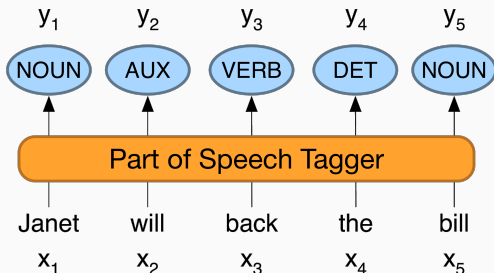 y₁ y₂ y₃ y₄ y₅
NOUN AUX VERB DET NOUN
Part of Speech Tagger
Janet will back the bill
x₁ x₂ x₃ x₄ x₅